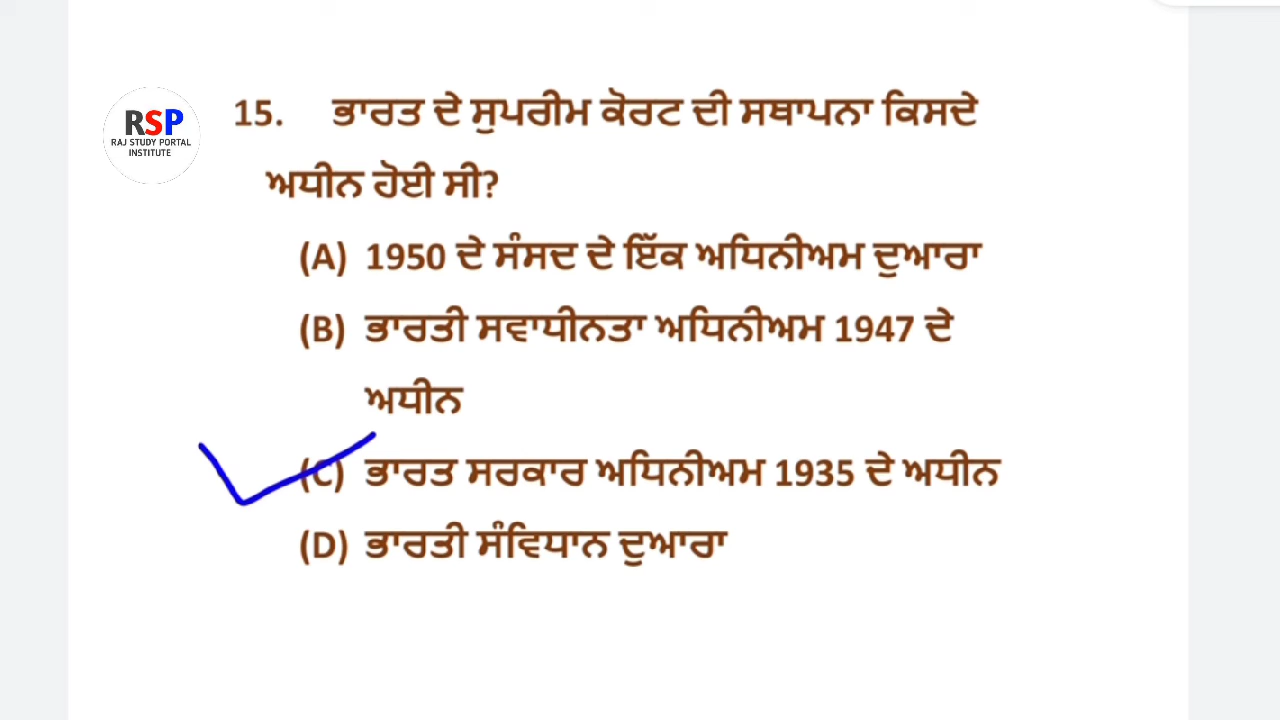 RSP
RAJ STUDY PORTAL
INSTITUTE
15. ਭਾਰਤ ਦੇ ਸੁਪਰੀਮ ਕੋਰਟ ਦੀ ਸਥਾਪਨਾ ਕਿਸਦੇ
ਅਧੀਨ ਹੋਈ ਸੀ?
(A) 1950 ਦੇ ਸੰਸਦ ਦੇ ਇੱਕ ਅਧਿਨੀਅਮ ਦੁਆਰਾ
(B) ਭਾਰਤੀ ਸਵਾਧੀਨਤਾ ਅਧਿਨੀਅਮ 1947 ਦੇ
ਅਧੀਨ
(C) ਭਾਰਤ ਸਰਕਾਰ ਅਧਿਨੀਅਮ 1935 ਦੇ ਅਧੀਨ
(D) ਭਾਰਤੀ ਸੰਵਿਧਾਨ ਦੁਆਰਾ